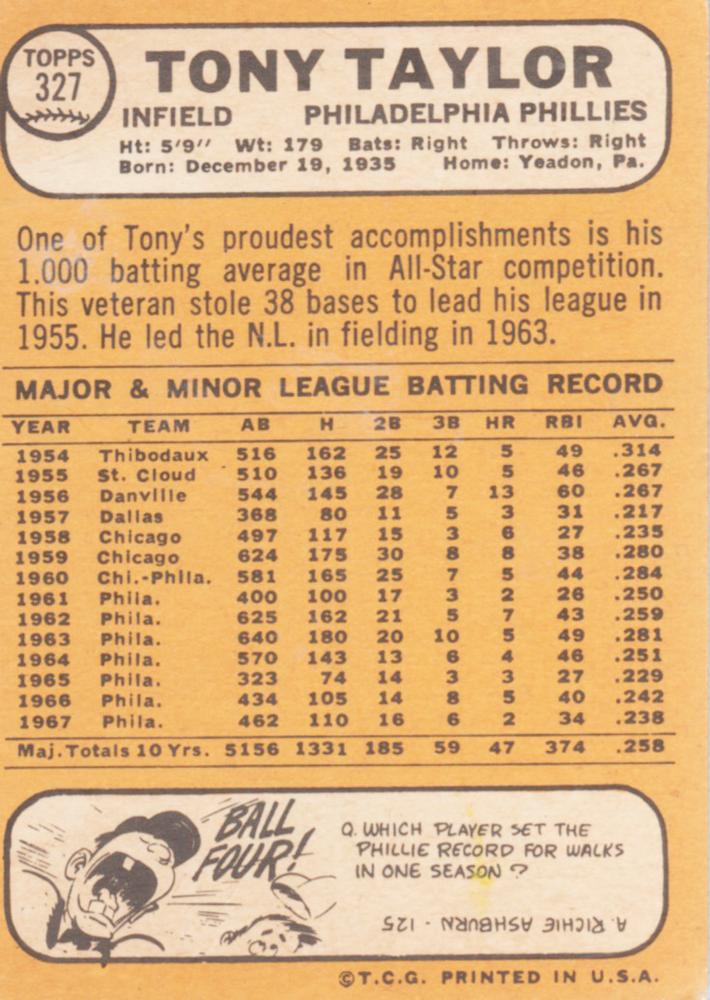 TOPPS
327
TONY TAYLOR
INFIELD PHILADELPHIA PHILLIES
Ht: 5'9" Wt: 179 Bats: Right Throws: Right
Born: December 19, 1935 Home: Yeadon, Pa.
One of Tony's proudest accomplishments is his
1.000 batting average in All-Star competition.
This veteran stole 38 bases to lead his league in
1955. He led the N.L. in fielding in 1963.
MAJOR & MINOR LEAGUE BATTING RECORD
YEAR TEAM AB H 2B 3B HR RBI AVG.
1954 Thibodaux 516 162 25 12 5 49 .314
1955 St. Cloud 510 136 19 10 5 46 .267
1956 Danville 544 145 28 7 13 60 .267
1957 Dallas 368 80 11 5 3 31 .217
1958 Chicago 497 117 15 3 6 27 .235
1959 Chicago 624 175 30 8 8 38 .280
1960 Chi.-Phila. 581 165 25 7 5 44 .284
1961 Phila. 400 100 17 3 2 26 .250
1962 Phila. 625 162 21 5 7 43 .259
1963 Phila. 640 180 20 10 5 49 .281
1964 Phila. 570 143 13 6 4 46 .251
1965 Phila. 323 74 14 3 3 27 .229
1966 Phila. 434 105 14 8 5 40 .242
1967 Phila. 462 110 16 6 2 34 .238
Maj. Totals 10 Yrs. 5156 1331 185 59 47 374 .258
BALL
FOUR!
Q. WHICH PLAYER SET THE
PHILLIE RECORD FOR WALKS
IN ONE SEASON?
A. RICHIE ASHBURN - 125
©T.C.G. PRINTED IN U.S.A.